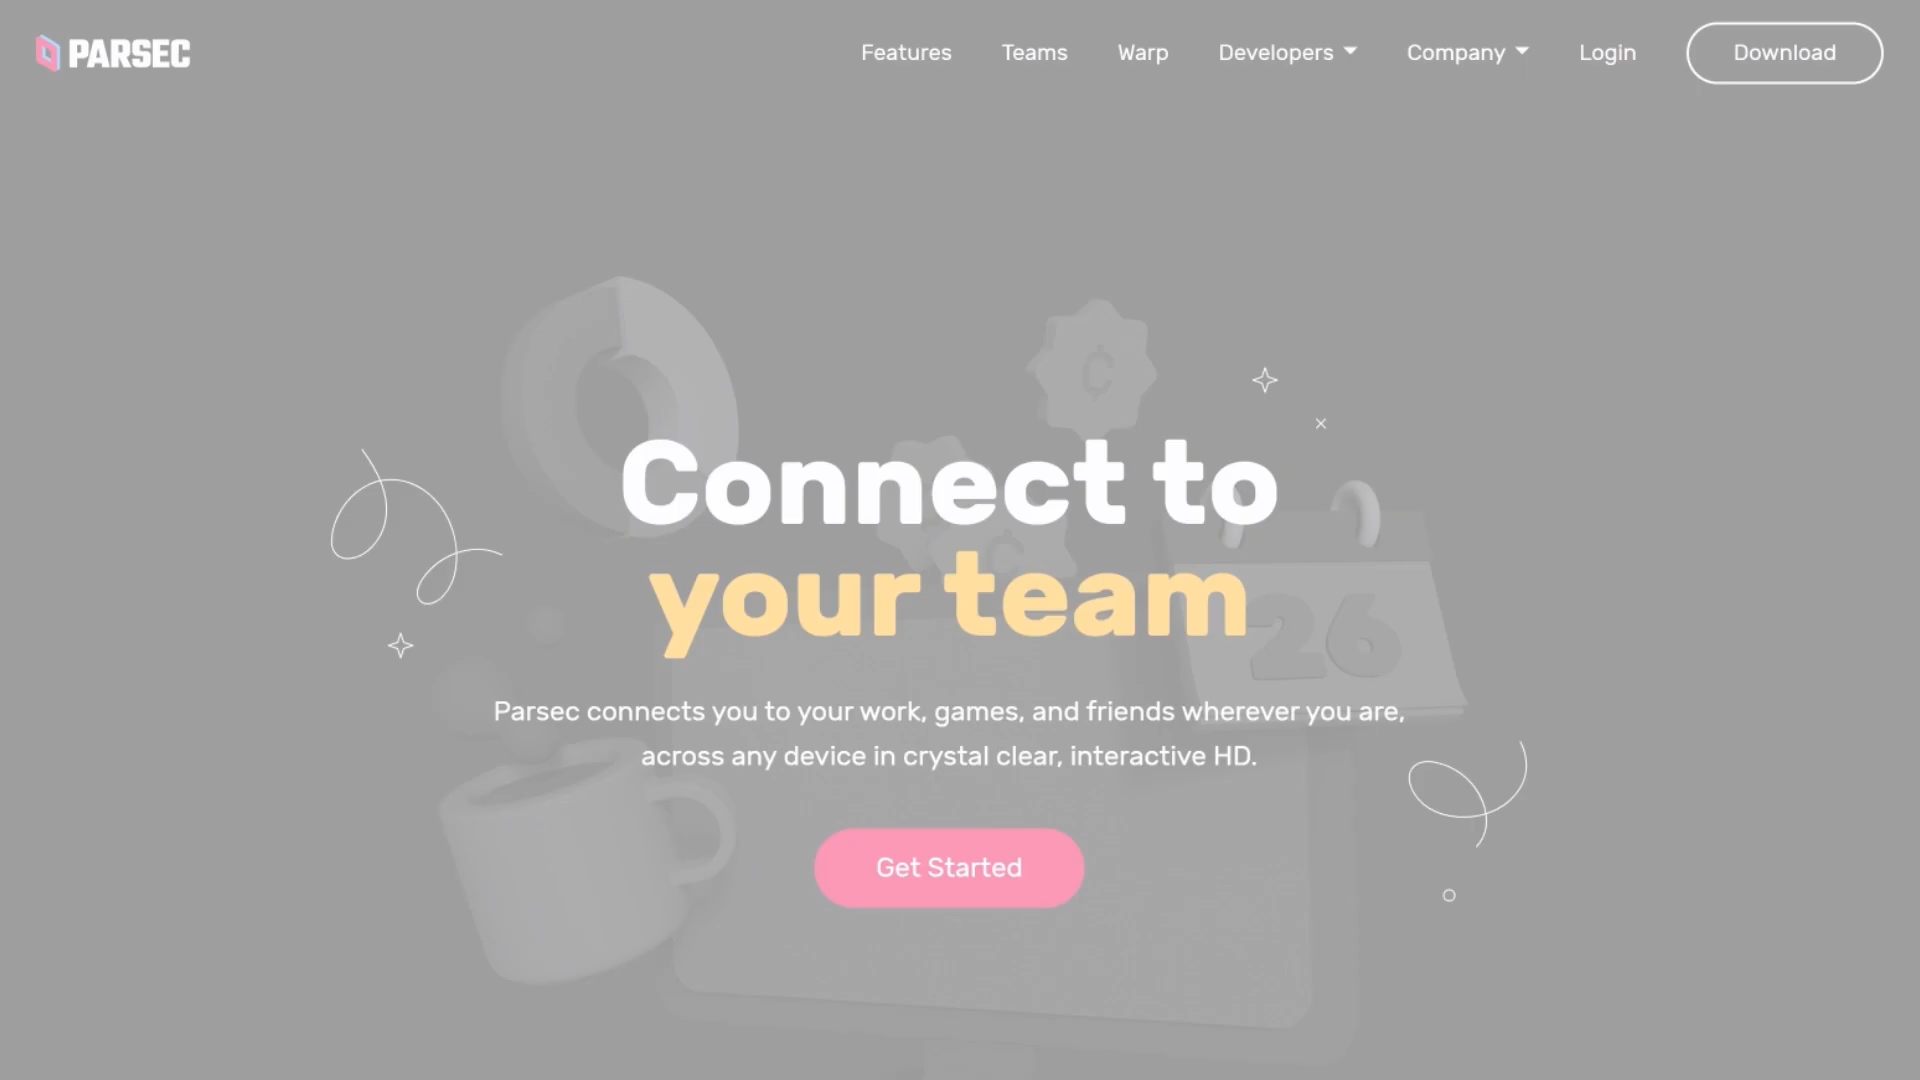 PARSEC
Features Teams Warp Developers Company Login Download
₵
₵
Connect to
your team
26
Parsec connects you to your work, games, and friends wherever you are,
across any device in crystal clear, interactive HD.
Get Started